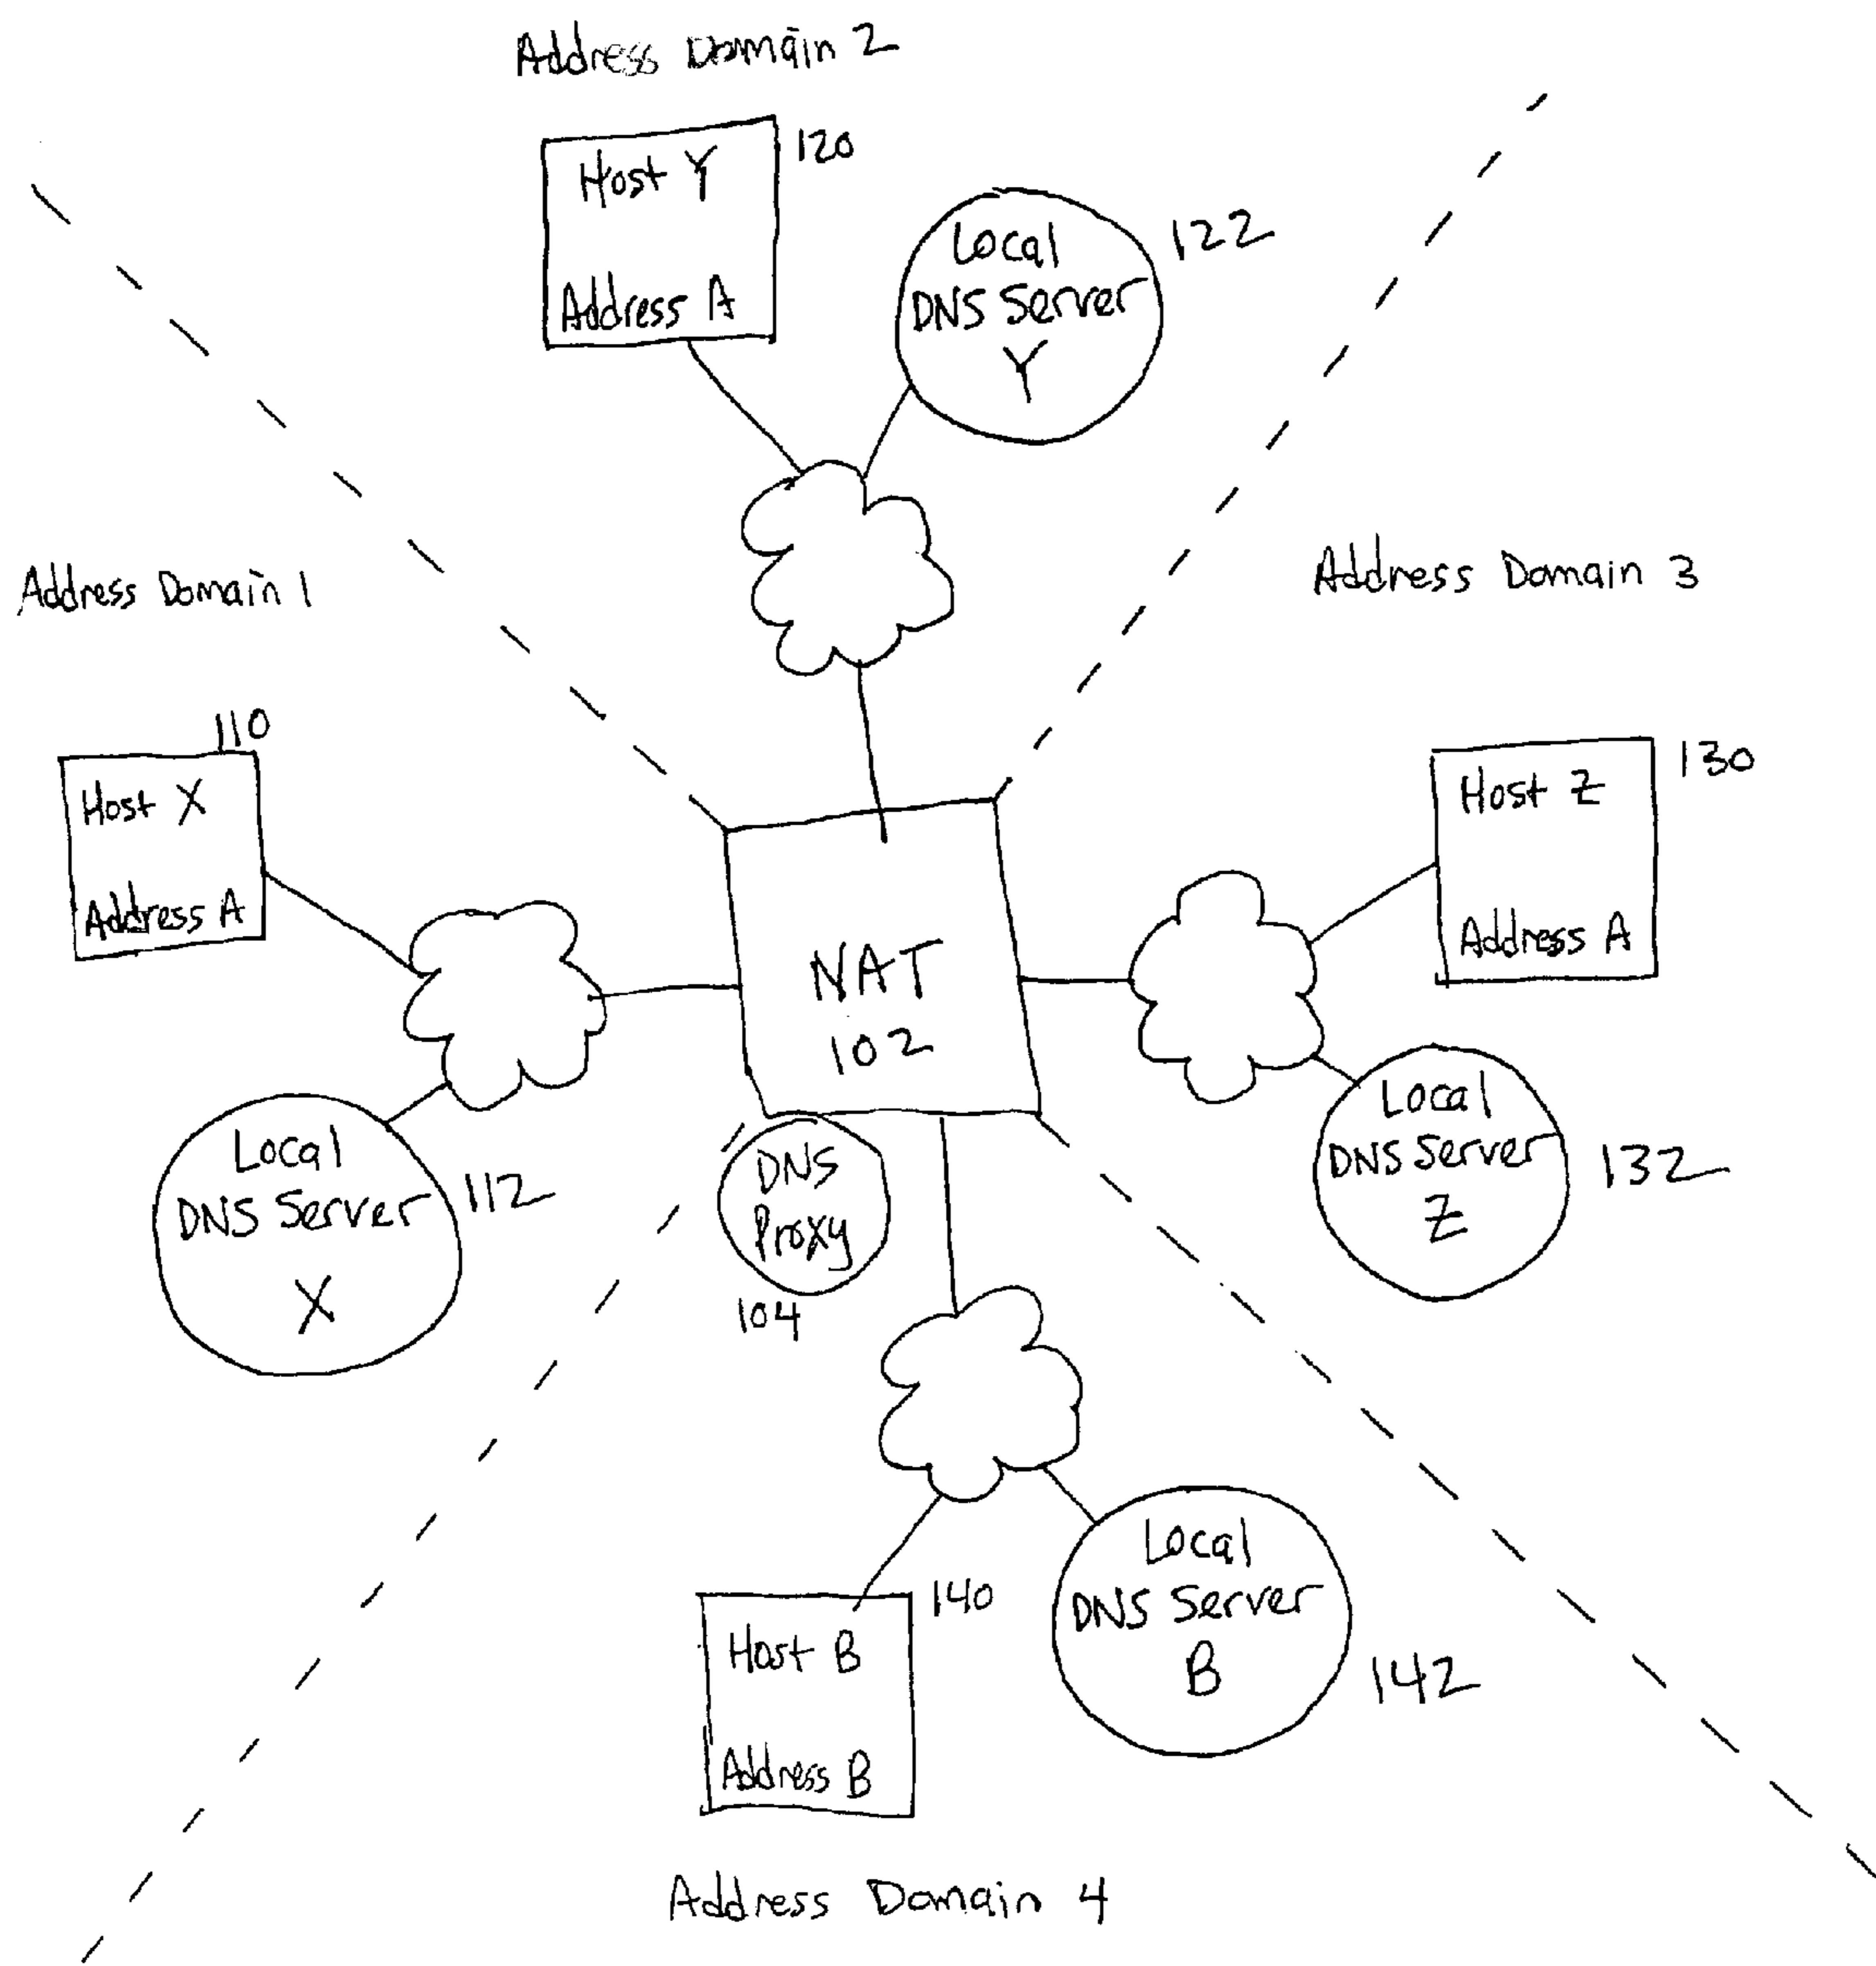 Address Domain 2
Host Y
Address A
120
Local
DNS Server
Y
122
Address Domain 1
Address Domain 3
110
Host X
Address A
130
Host Z
Address A
NAT
102
Local
DNS Server
X
112
DNS
Proxy
104
Local
DNS Server
Z
132
Host B
Address B
140
Local
DNS Server
B
142
Address Domain 4